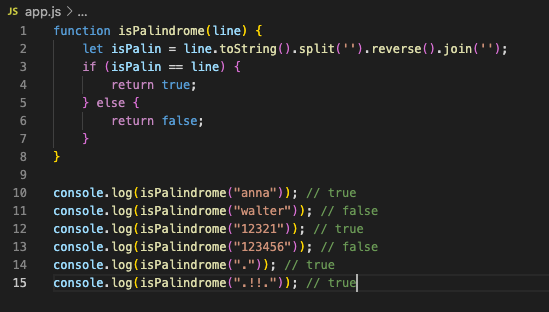 JS app.js > ...
1 function isPalindrome(line) {
2     let isPalin = line.toString().split('').reverse().join('');
3     if (isPalin == line) {
4         return true;
5     } else {
6         return false;
7     }
8 }
9
10 console.log(isPalindrome("anna")); // true
11 console.log(isPalindrome("walter")); // false
12 console.log(isPalindrome("12321")); // true
13 console.log(isPalindrome("123456")); // false
14 console.log(isPalindrome(".")); // true
15 console.log(isPalindrome(".!!.")); // true